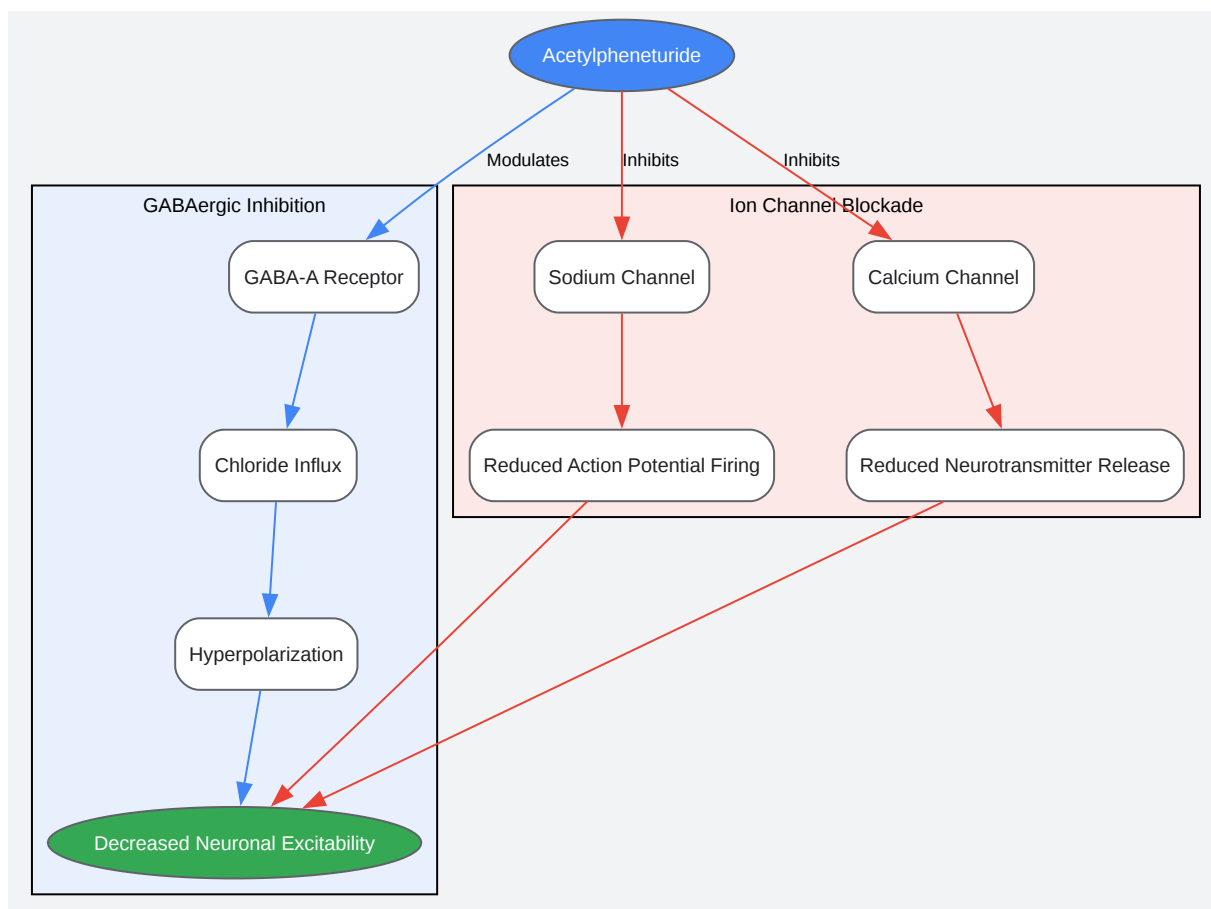 Acetylpheneturide
Modulates
Inhibits
Inhibits
GABAergic Inhibition
Ion Channel Blockade
GABA-A Receptor
Sodium Channel
Calcium Channel
Chloride Influx
Reduced Action Potential Firing
Reduced Neurotransmitter Release
Hyperpolarization
Decreased Neuronal Excitability